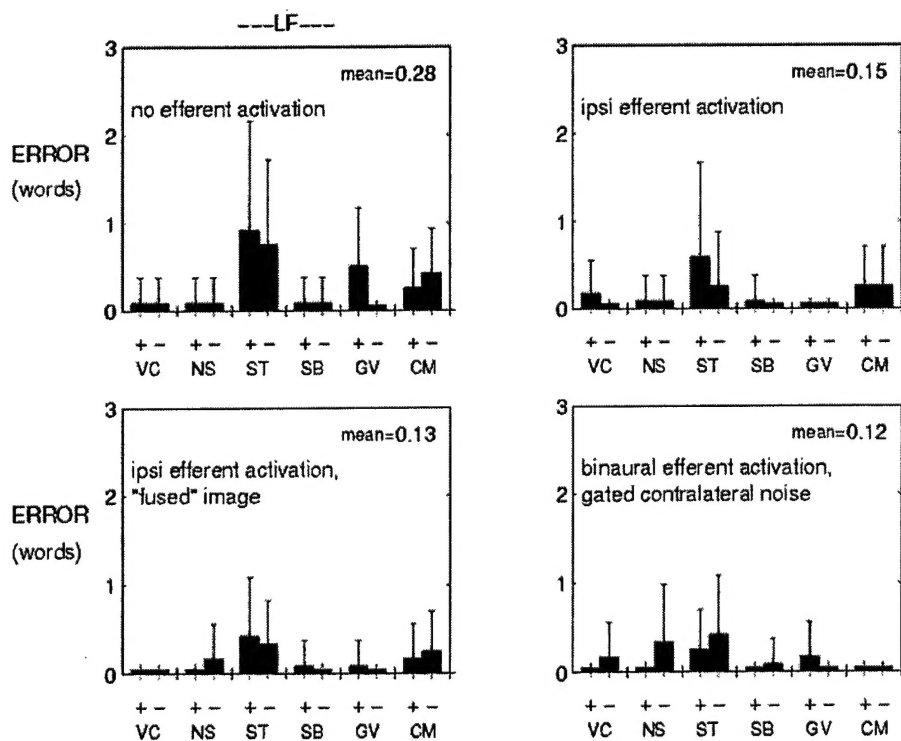 ---LF---
3
mean=0.28
no efferent activation
2
ERROR
(words)
1
0
+ - + - + - + - + - + -
VC NS ST SB GV CM
3
mean=0.15
ipsi efferent activation
2
1
0
+ - + - + - + - + - + -
VC NS ST SB GV CM
3
mean=0.13
ipsi efferent activation,
"fused" image
2
ERROR
(words)
1
0
+ - + - + - + - + - + -
VC NS ST SB GV CM
3
mean=0.12
binaural efferent activation,
gated contralateral noise
2
1
0
+ - + - + - + - + - + -
VC NS ST SB GV CM